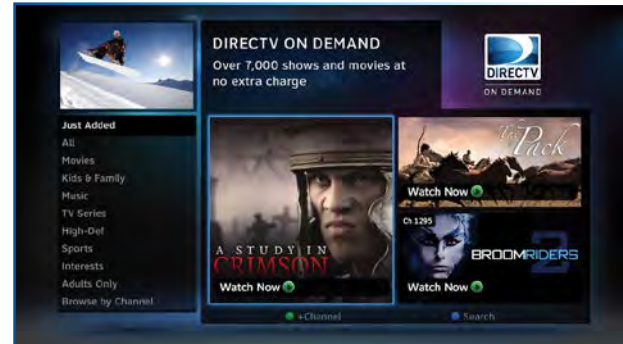 DIRECTV ON DEMAND
Over 7,000 shows and movies at
no extra charge
DIRECTV
ON DEMAND
Just Added
All
Movies
Kids & Family
Music
TV Series
High-Def
Sports
Interests
Adults Only
Browse by Channel
A STUDY IN
CRIMSON
Watch Now
The
Pack
Watch Now
Ch 1295
BROOMRIDERS
2
Watch Now
+Channel
Search